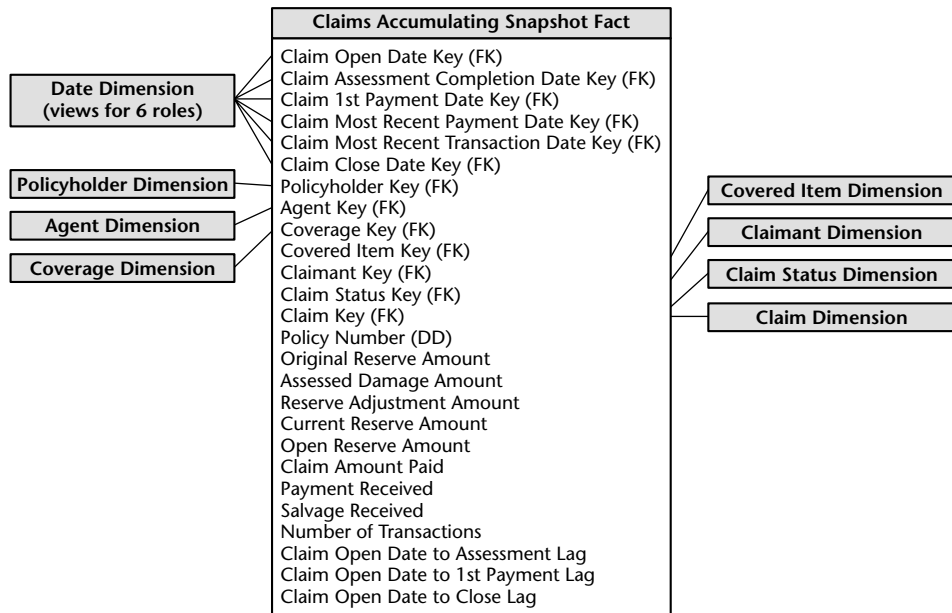 Claims Accumulating Snapshot Fact
Claim Open Date Key (FK)
Claim Assessment Completion Date Key (FK)
Claim 1st Payment Date Key (FK)
Claim Most Recent Payment Date Key (FK)
Claim Most Recent Transaction Date Key (FK)
Claim Close Date Key (FK)
Policyholder Key (FK)
Agent Key (FK)
Coverage Key (FK)
Covered Item Key (FK)
Claimant Key (FK)
Claim Status Key (FK)
Claim Key (FK)
Policy Number (DD)
Original Reserve Amount
Assessed Damage Amount
Reserve Adjustment Amount
Current Reserve Amount
Open Reserve Amount
Claim Amount Paid
Payment Received
Salvage Received
Number of Transactions
Claim Open Date to Assessment Lag
Claim Open Date to 1st Payment Lag
Claim Open Date to Close Lag
Date Dimension
(views for 6 roles)
Policyholder Dimension
Agent Dimension
Coverage Dimension
Covered Item Dimension
Claimant Dimension
Claim Status Dimension
Claim Dimension